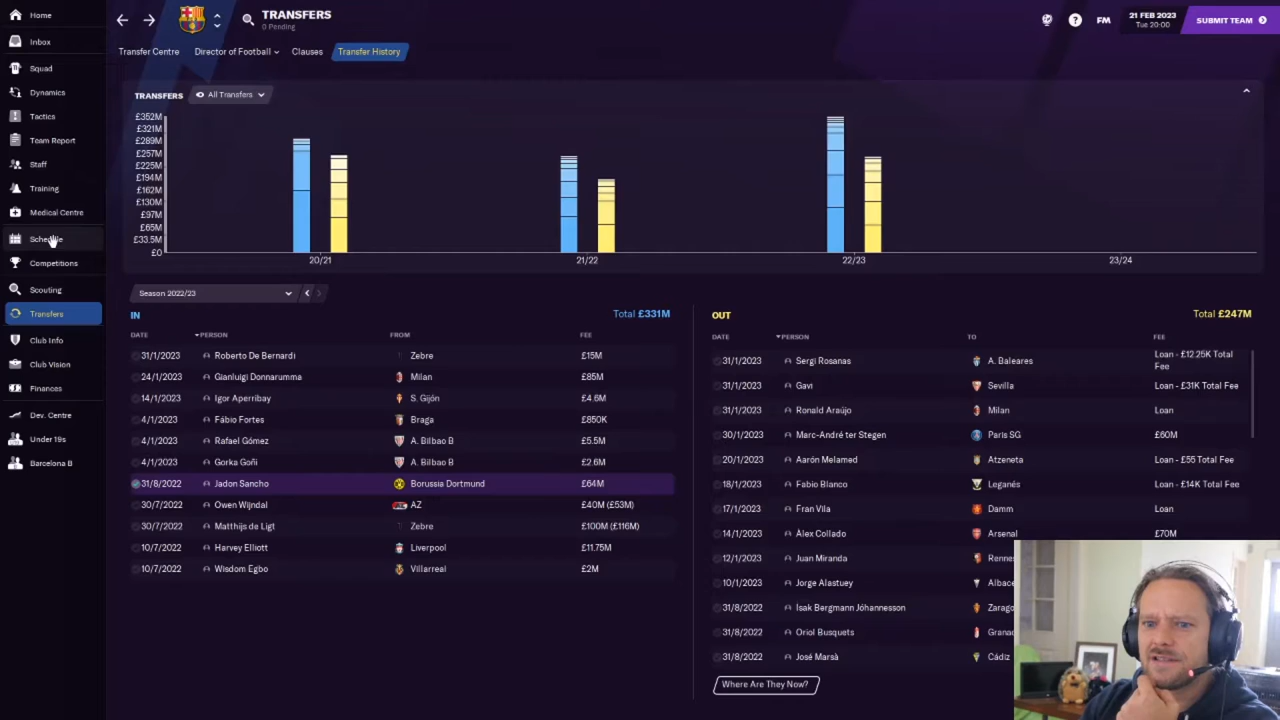 Home
TRANSFERS
0 Pending
FM
21 FEB 2023
Tue 20:00
SUBMIT TEAM
Inbox
Squad
Dynamics
Tactics
Team Report
Staff
Training
Medical Centre
Schedule
Competitions
Scouting
Transfers
Club Info
Club Vision
Finances
Dev. Centre
Under 19s
Barcelona B
Transfer Centre Director of Football Clauses Transfer History
TRANSFERS All Transfers
£352M
£321M
£289M
£257M
£225M
£194M
£162M
£130M
£97M
£65M
£33.5M
£0
20/21 21/22 22/23 23/24
Season 2022/23
IN Total £331M
DATE PERSON FROM FEE
31/1/2023 Roberto De Bernardi Zebre £15M
24/1/2023 Gianluigi Donnarumma Milan £85M
14/1/2023 Igor Aperribay S. Gijón £4.6M
4/1/2023 Fábio Fortes Braga £850K
4/1/2023 Rafael Gómez A. Bilbao B £5.5M
4/1/2023 Gorka Goñi A. Bilbao B £2.6M
31/8/2022 Jadon Sancho Borussia Dortmund £64M
30/7/2022 Owen Wijndal AZ £40M (£53M)
30/7/2022 Matthijs de Ligt Zebre £100M (£116M)
10/7/2022 Harvey Elliott Liverpool £11.75M
10/7/2022 Wisdom Egbo Villarreal £2M
OUT Total £247M
DATE PERSON TO FEE
31/1/2023 Sergi Rosanas A. Baleares Loan - £12.25K Total
Fee
31/1/2023 Gavi Sevilla Loan - £31K Total Fee
31/1/2023 Ronald Araújo Milan Loan
30/1/2023 Marc-André ter Stegen Paris SG £60M
20/1/2023 Aarón Melamed Atzeneta Loan - £55 Total Fee
18/1/2023 Fabio Blanco Leganés Loan - £14K Total Fee
17/1/2023 Fran Vila Damm Loan
14/1/2023 Àlex Collado Arsenal £70M
12/1/2023 Juan Miranda Rennes
10/1/2023 Jorge Alastuey Albace
31/8/2022 Ísak Bergmann Jóhannesson Zarago
31/8/2022 Oriol Busquets Granad
31/8/2022 José Marsà Cádiz
Where Are They Now?